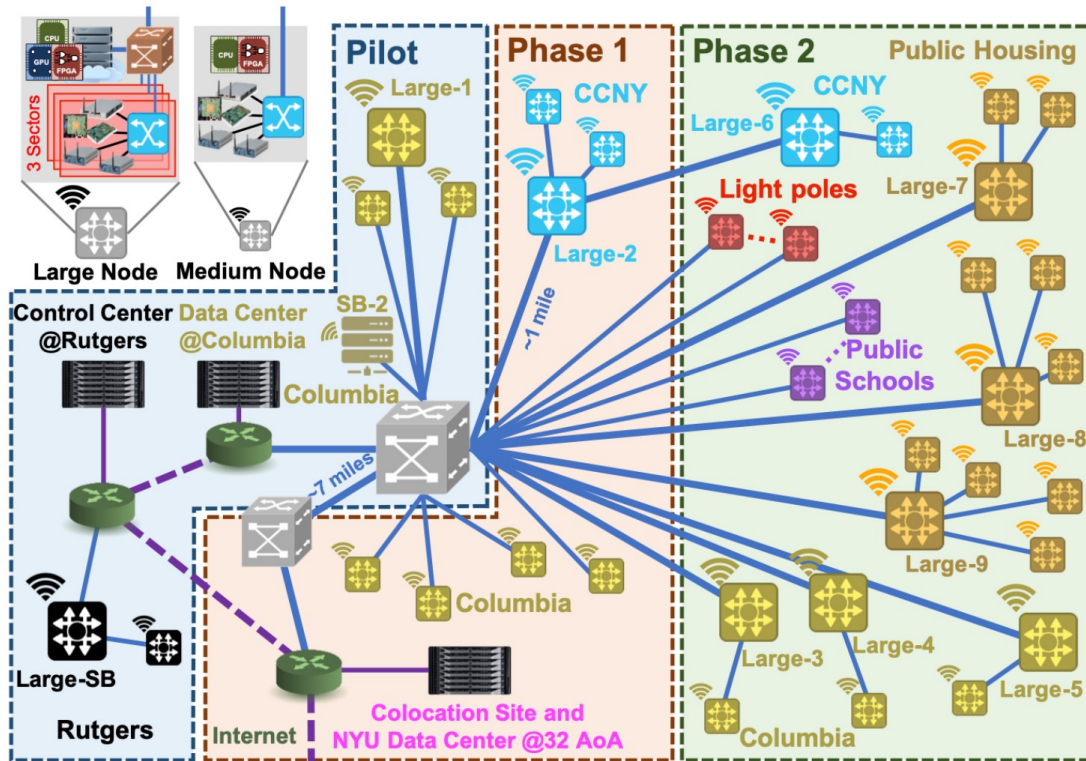 CPU
GPU
FPGA
3 Sectors
Large Node
CPU
FPGA
Medium Node
Pilot
Large-1
SB-2
Columbia
Control Center
@Rutgers
Data Center
@Columbia
~7 miles
Large-SB
Rutgers
Phase 1
CCNY
Large-2
~1 mile
Columbia
Internet
Colocation Site and
NYU Data Center @32 AoA
Phase 2
Public Housing
CCNY
Large-6
Large-7
Light poles
Public
Schools
Large-8
Large-9
Large-3
Large-4
Large-5
Columbia